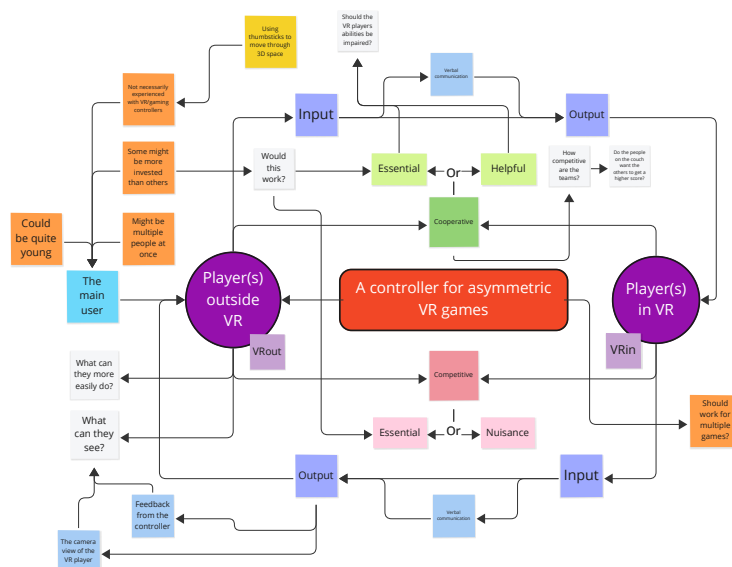 Using
thumbsticks to
move through
3D space
Should the
VR players
abilities be
impaired?
Not necessarily
experienced
with VR/gaming
controllers
Verbal
communication
Input
Output
Some might
be more
invested
than others
Would
this
work?
Essential
Or
Helpful
How
competitive
are the
teams?
Do the people
on the couch
want the
others to get a
higher score?
Could
be quite
young
Might be
multiple
people at
once
Cooperative
The
main
user
Player(s)
outside
VR
A controller for asymmetric
VR games
Player(s)
in VR
VRout
VRin
What can
they more
easily do?
Competitive
What
can they
see?
Essential
Or
Nuisance
Should
work for
multiple
games?
Output
Input
Feedback
from the
controller
Verbal
communication
The camera
view of the
VR player